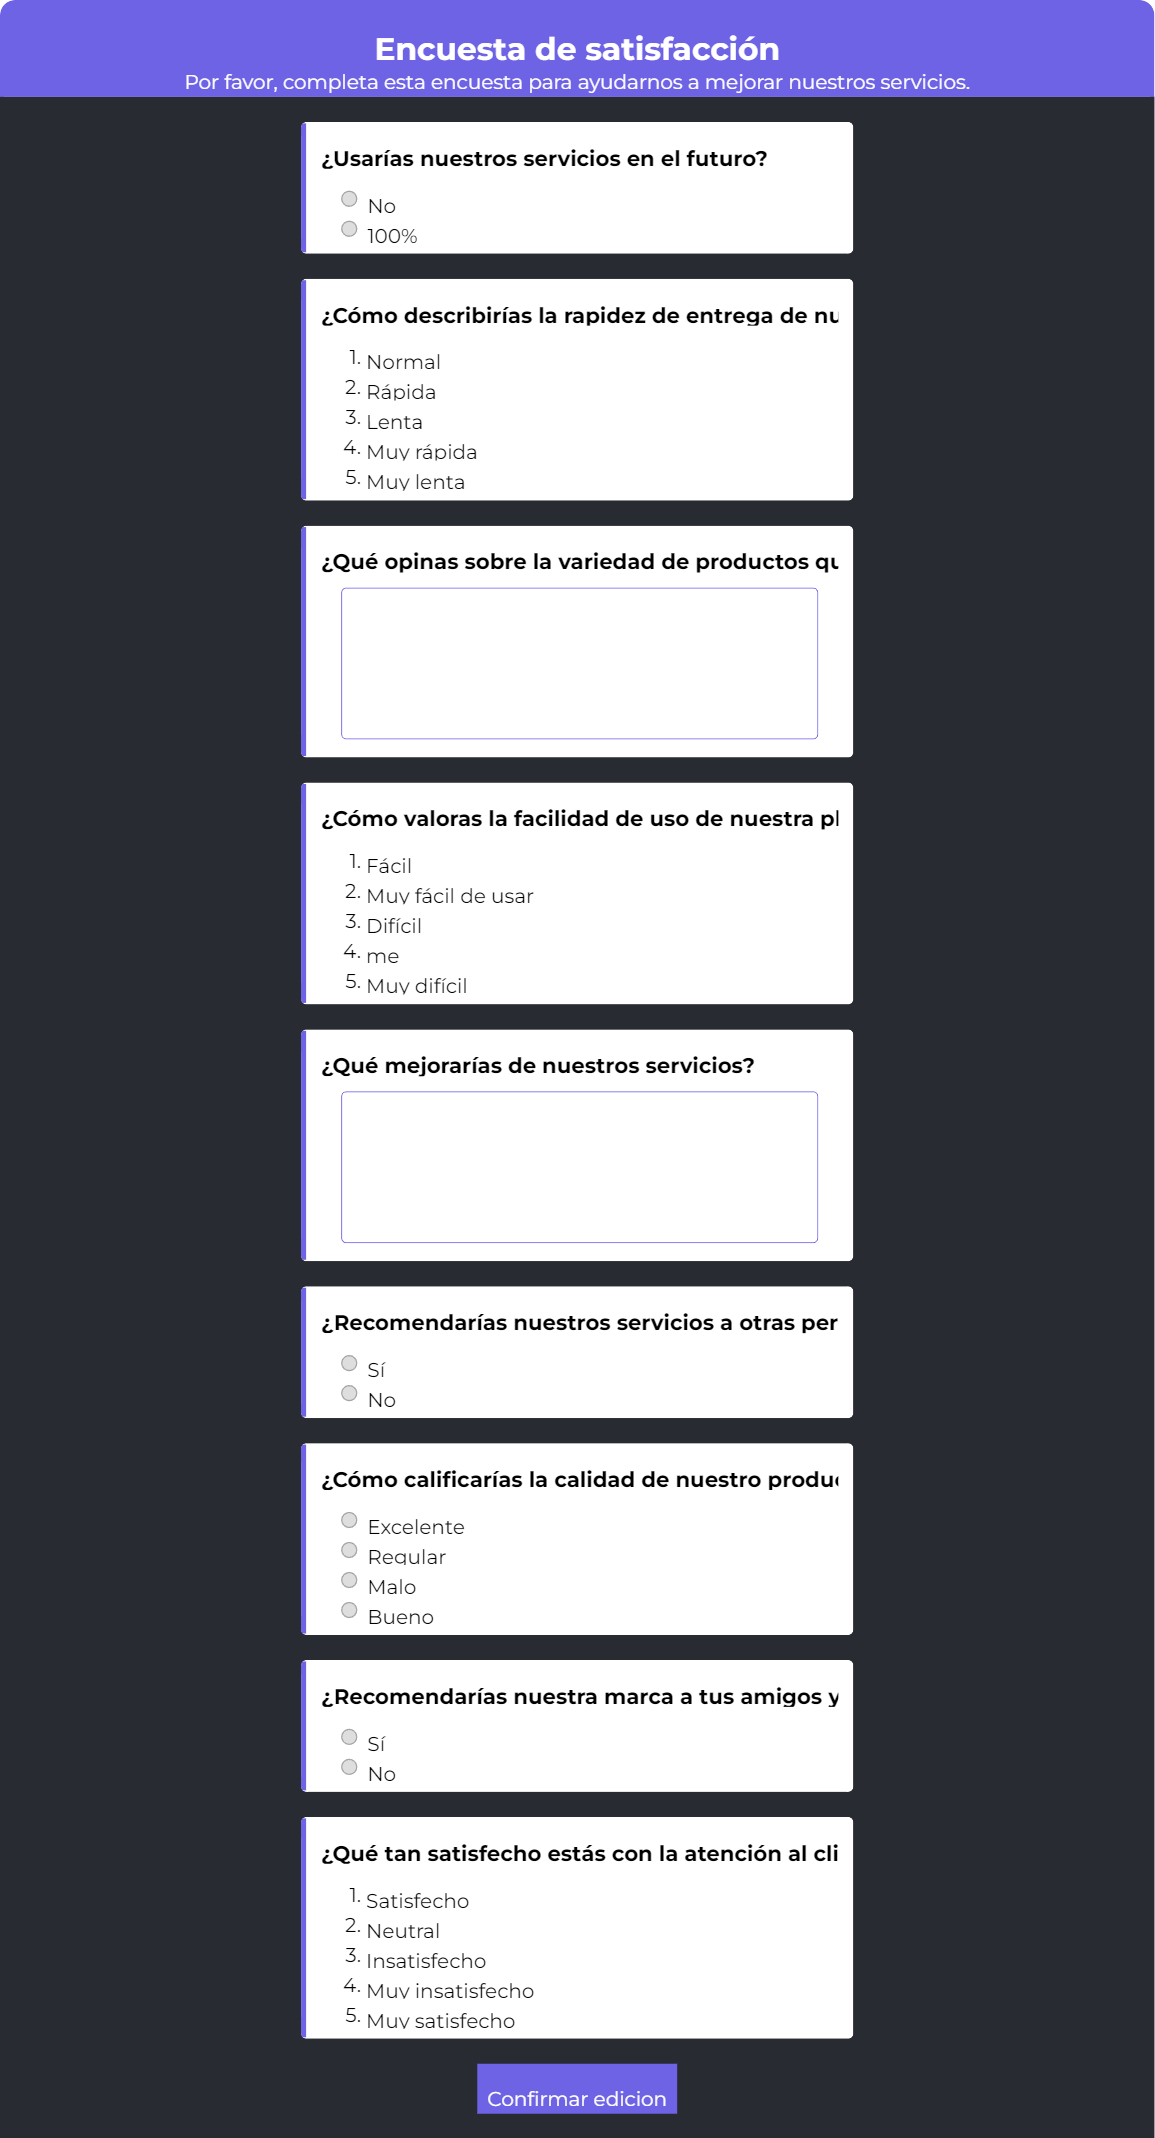 Encuesta de satisfacción
Por favor, completa esta encuesta para ayudarnos a mejorar nuestros servicios.
¿Usarías nuestros servicios en el futuro?
No
100%
¿Cómo describirías la rapidez de entrega de nu
1. Normal
2. Rápida
3. Lenta
4. Muy rápida
5. Muy lenta
¿Qué opinas sobre la variedad de productos qu
¿Cómo valoras la facilidad de uso de nuestra pl
1. Fácil
2. Muy fácil de usar
3. Difícil
4. me
5. Muy difícil
¿Qué mejorarías de nuestros servicios?
¿Recomendarías nuestros servicios a otras per
Sí
No
¿Cómo calificarías la calidad de nuestro produc
Excelente
Regular
Malo
Bueno
¿Recomendarías nuestra marca a tus amigos y
Sí
No
¿Qué tan satisfecho estás con la atención al cli
1. Satisfecho
2. Neutral
3. Insatisfecho
4. Muy insatisfecho
5. Muy satisfecho
Confirmar edicion